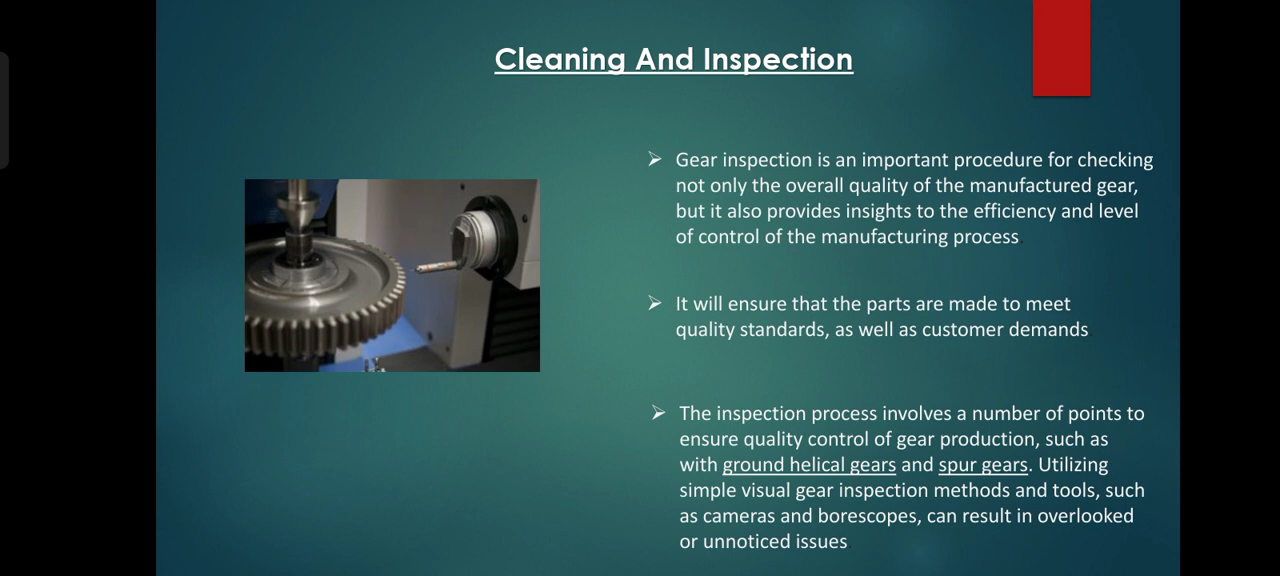 Cleaning And Inspection
Gear inspection is an important procedure for checking
not only the overall quality of the manufactured gear,
but it also provides insights to the efficiency and level
of control of the manufacturing process
It will ensure that the parts are made to meet
quality standards, as well as customer demands
The inspection process involves a number of points to
ensure quality control of gear production, such as
with ground helical gears and spur gears. Utilizing
simple visual gear inspection methods and tools, such
as cameras and borescopes, can result in overlooked
or unnoticed issues